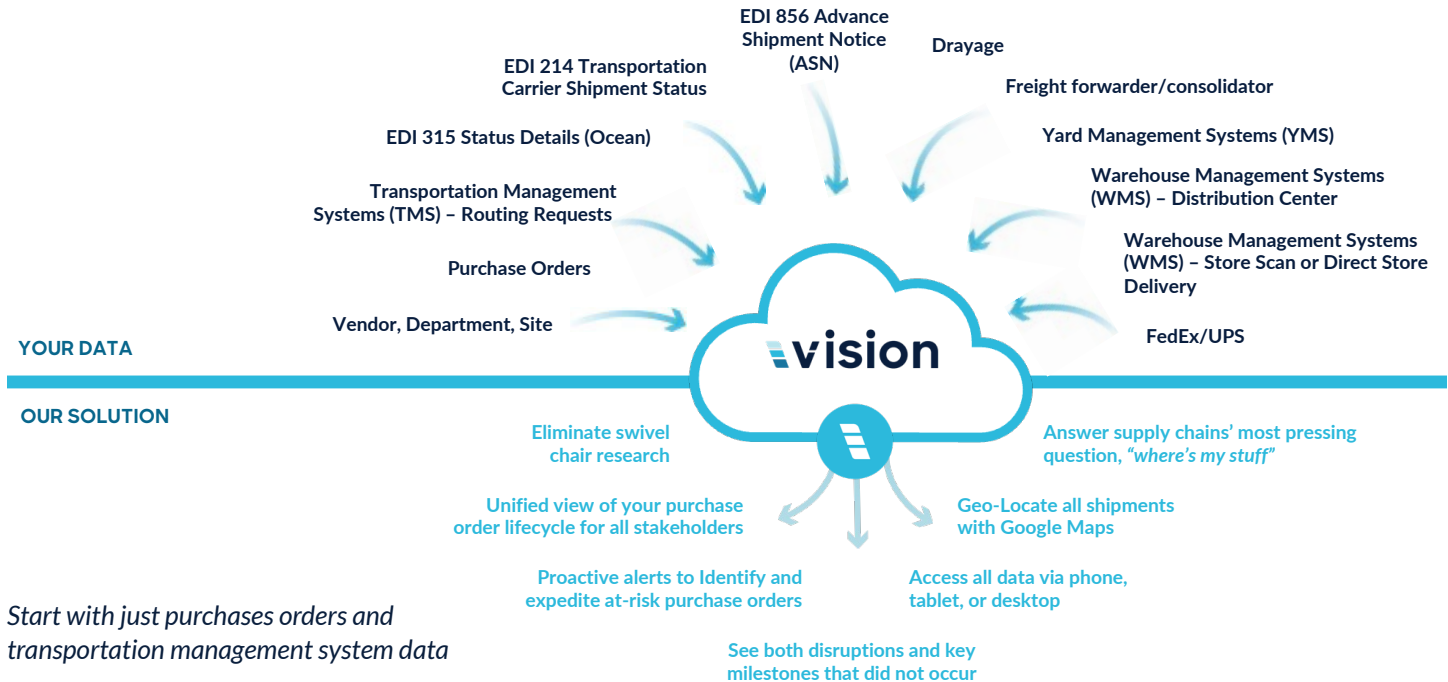 EDI 856 Advance
Shipment Notice
(ASN)
Drayage
EDI 214 Transportation
Carrier Shipment Status
Freight forwarder/consolidator
EDI 315 Status Details (Ocean)
Yard Management Systems (YMS)
Transportation Management
Systems (TMS) – Routing Requests
Warehouse Management Systems
(WMS) – Distribution Center
Purchase Orders
Warehouse Management Systems
(WMS) – Store Scan or Direct Store
Delivery
Vendor, Department, Site
FedEx/UPS
YOUR DATA
vision
OUR SOLUTION
Eliminate swivel
chair research
Answer supply chains’ most pressing
question, “where’s my stuff”
Unified view of your purchase
order lifecycle for all stakeholders
Geo-Locate all shipments
with Google Maps
Proactive alerts to Identify and
expedite at-risk purchase orders
Access all data via phone,
tablet, or desktop
Start with just purchases orders and
transportation management system data
See both disruptions and key
milestones that did not occur